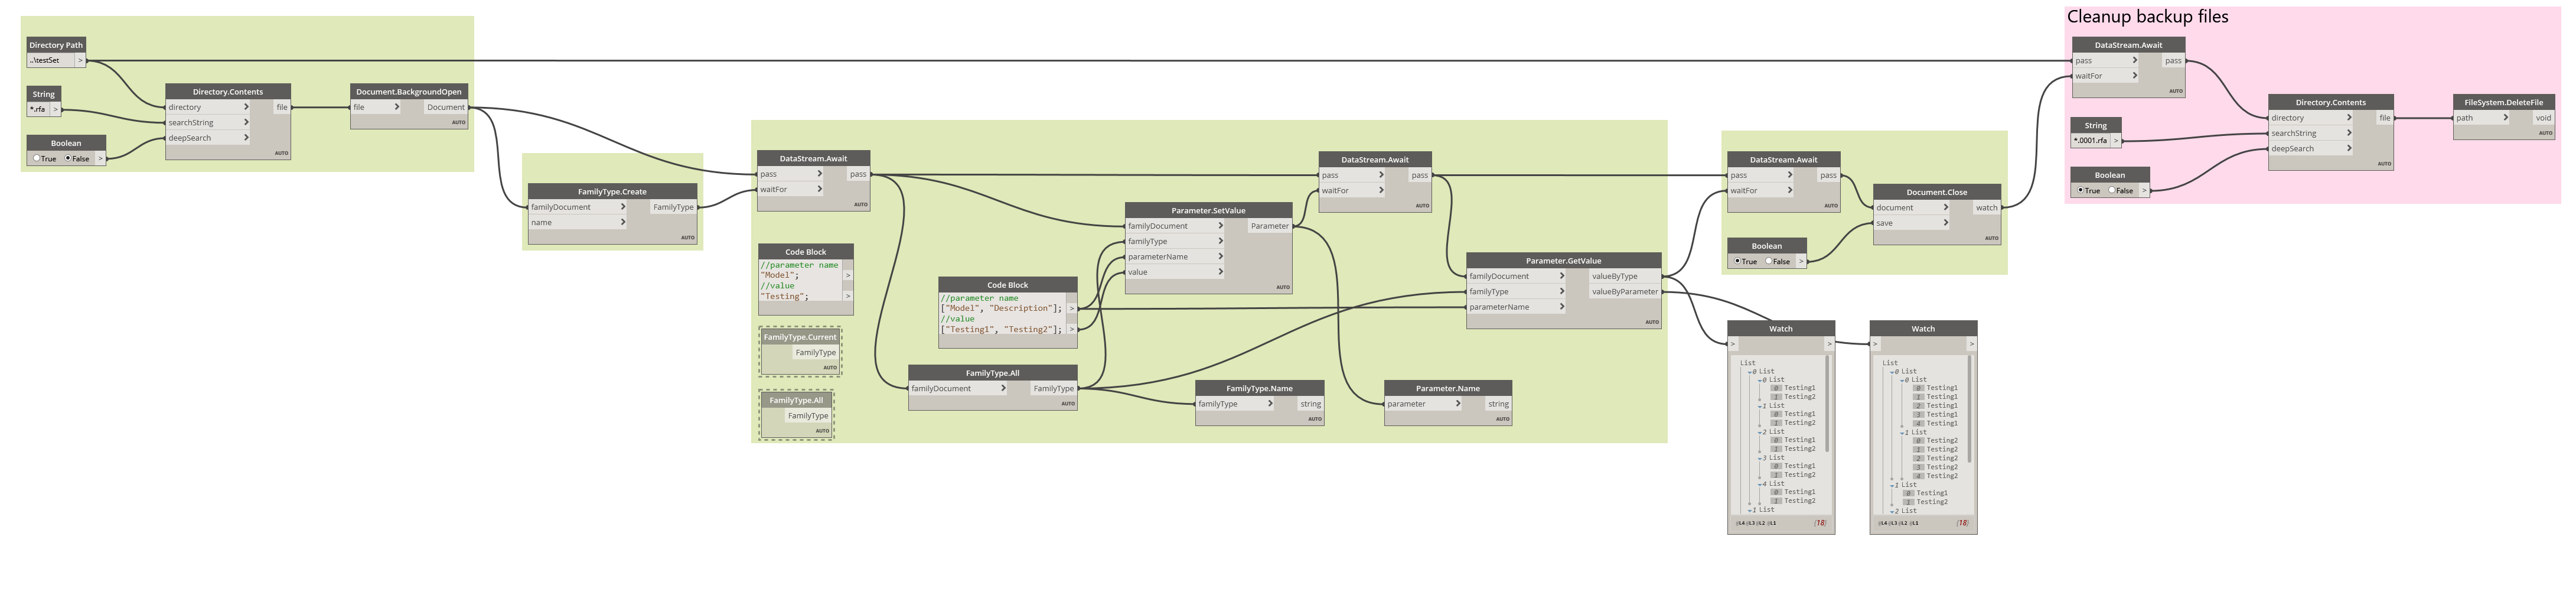 Directory Path
..\testSet >
String
*.rfa >
Boolean
True False >
Directory.Contents
directory > file
searchString >
deepSearch >
AUTO
Document.BackgroundOpen
file > Document
AUTO
FamilyType.Create
familyDocument > FamilyType
name >
AUTO
DataStream.Await
pass > pass
waitFor >
AUTO
Code Block
//parameter name
"Model"; >
//value
"Testing"; >
FamilyType.Current
FamilyType
AUTO
FamilyType.All
FamilyType
AUTO
Code Block
//parameter name
["Model", "Description"]; >
//value
["Testing1", "Testing2"]; >
FamilyType.All
familyDocument > FamilyType
AUTO
Parameter.SetValue
familyDocument > Parameter
familyType >
parameterName >
value >
AUTO
FamilyType.Name
familyType > string
AUTO
DataStream.Await
pass > pass
waitFor >
AUTO
Parameter.Name
parameter > string
AUTO
Parameter.GetValue
familyDocument > valueByType
familyType > valueByParameter
parameterName >
AUTO
DataStream.Await
pass > pass
waitFor >
AUTO
Boolean
True False >
Document.Close
document > watch
save >
AUTO
Watch
> >
List
0 List
0 List
0 Testing1
1 Testing2
1 List
0 Testing1
1 Testing2
2 List
0 Testing1
1 Testing2
3 List
0 Testing1
1 Testing2
4 List
0 Testing1
1 Testing2
1 List
@L4 @L3 @L2 @L1 {18}
Watch
> >
List
0 List
0 List
0 Testing1
1 Testing1
2 Testing1
3 Testing1
4 Testing1
1 List
0 Testing2
1 Testing2
2 Testing2
3 Testing2
4 Testing2
1 List
0 Testing1
1 Testing2
2 List
@L4 @L3 @L2 @L1 {18}
Cleanup backup files
DataStream.Await
pass > pass
waitFor >
AUTO
String
*.0001.rfa >
Boolean
True False >
Directory.Contents
directory > file
searchString >
deepSearch >
AUTO
FileSystem.DeleteFile
path > void
AUTO